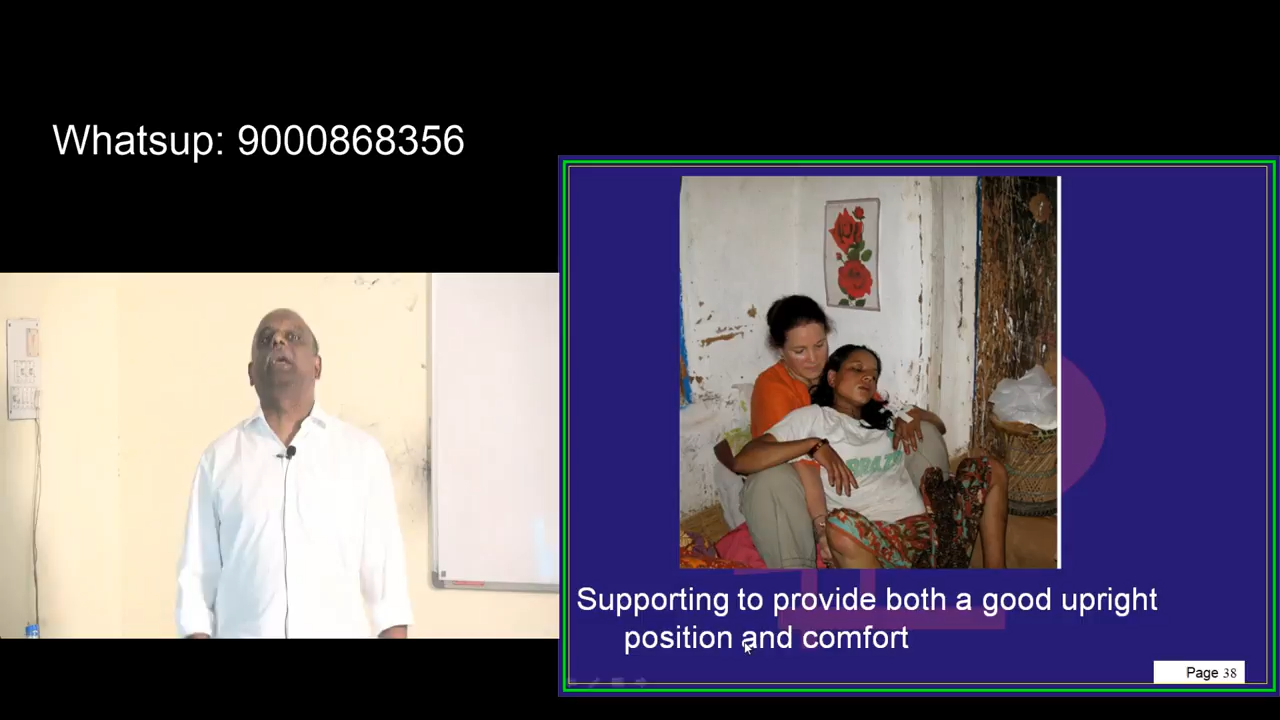 Whatsup: 9000868356
Supporting to provide both a good upright
position and comfort
Page 38